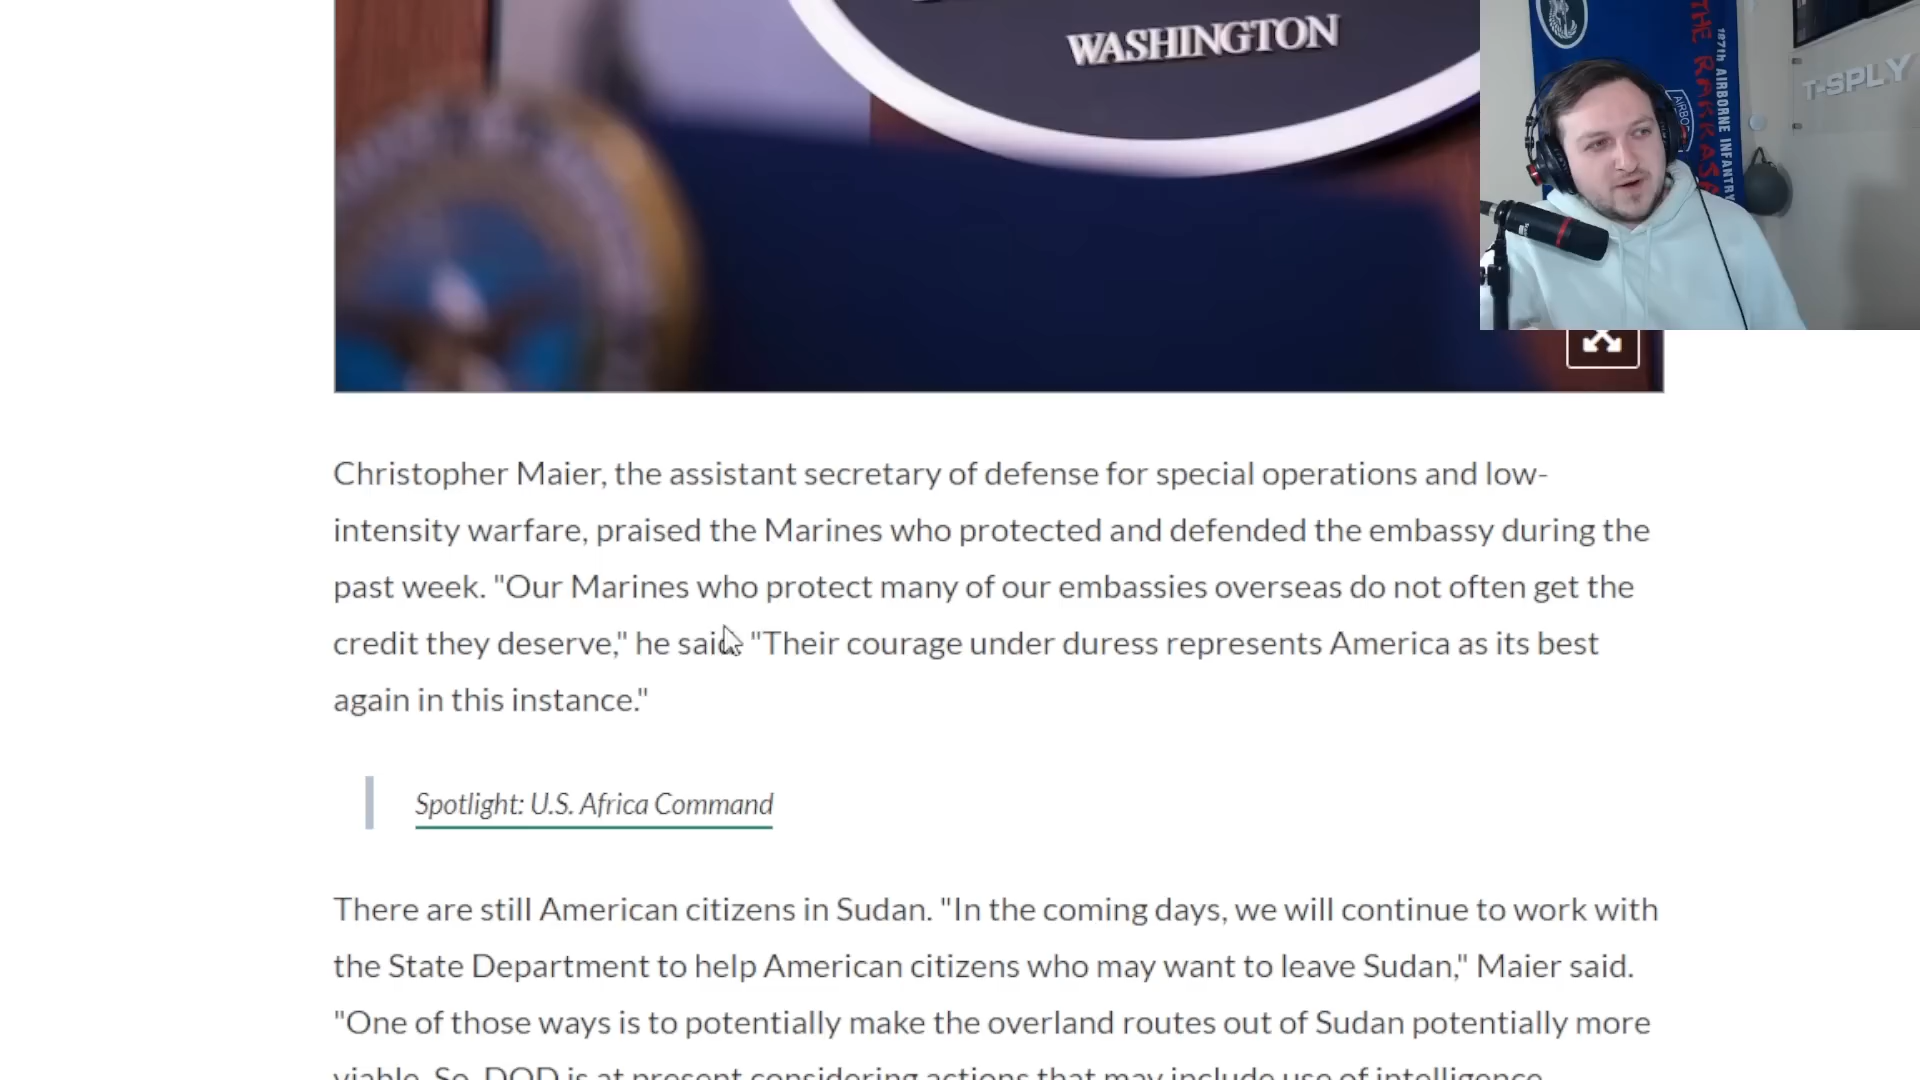 WASHINGTON
T-SPLY
187th AIRBORNE INFANTRY
THE RAKKASA
Christopher Maier, the assistant secretary of defense for special operations and low-
intensity warfare, praised the Marines who protected and defended the embassy during the
past week. "Our Marines who protect many of our embassies overseas do not often get the
credit they deserve," he said. "Their courage under duress represents America as its best
again in this instance."
Spotlight: U.S. Africa Command
There are still American citizens in Sudan. "In the coming days, we will continue to work with
the State Department to help American citizens who may want to leave Sudan," Maier said.
"One of those ways is to potentially make the overland routes out of Sudan potentially more
viable. So, DOD is at present considering actions that may include use of intelligence,